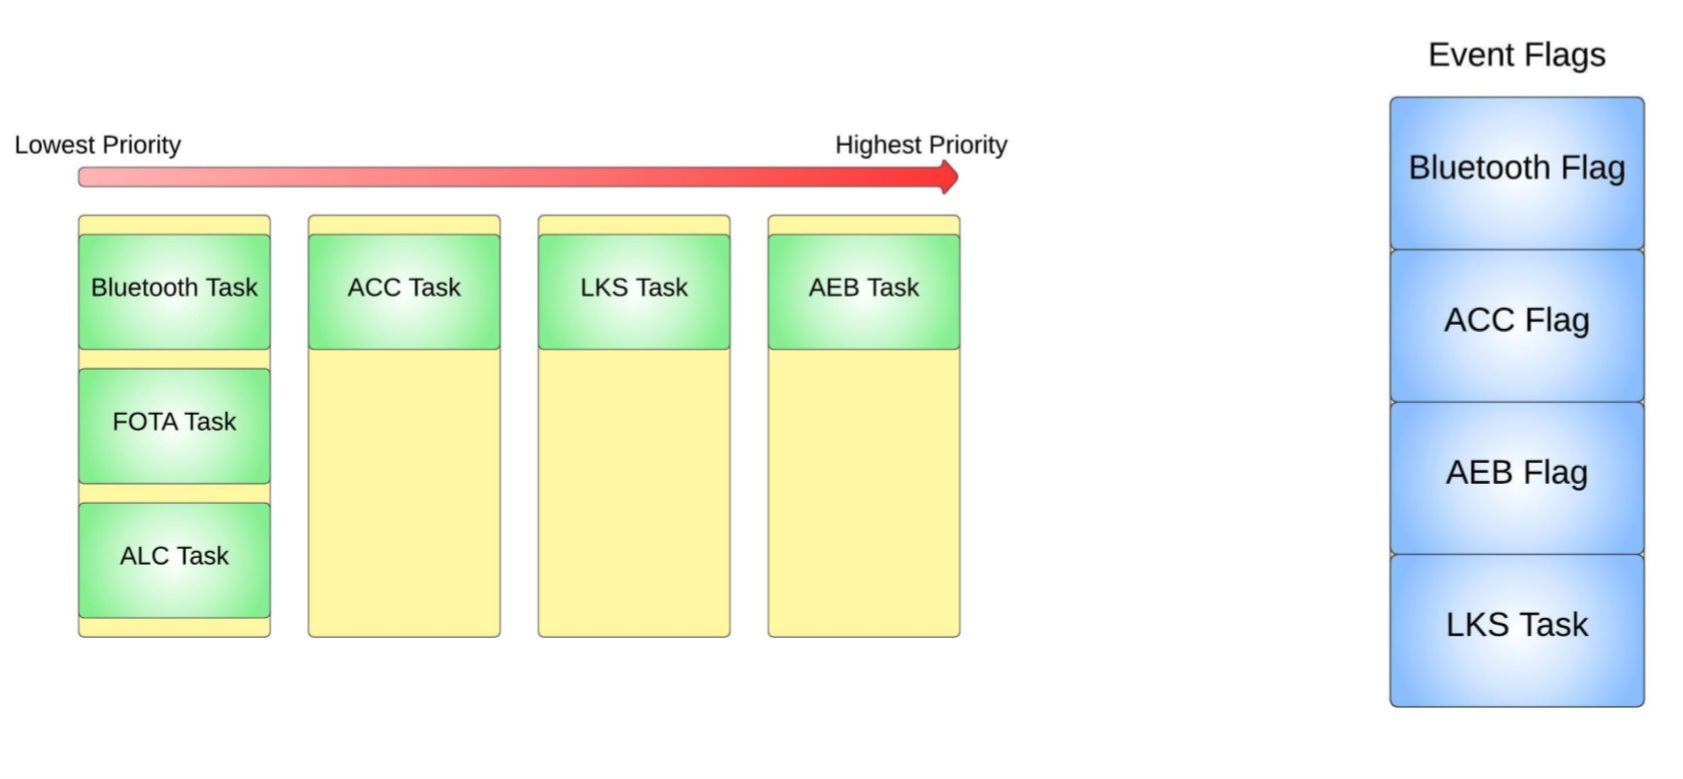 Event Flags
Lowest Priority
Highest Priority
Bluetooth Task
ACC Task
LKS Task
AEB Task
FOTA Task
ALC Task
Bluetooth Flag
ACC Flag
AEB Flag
LKS Task